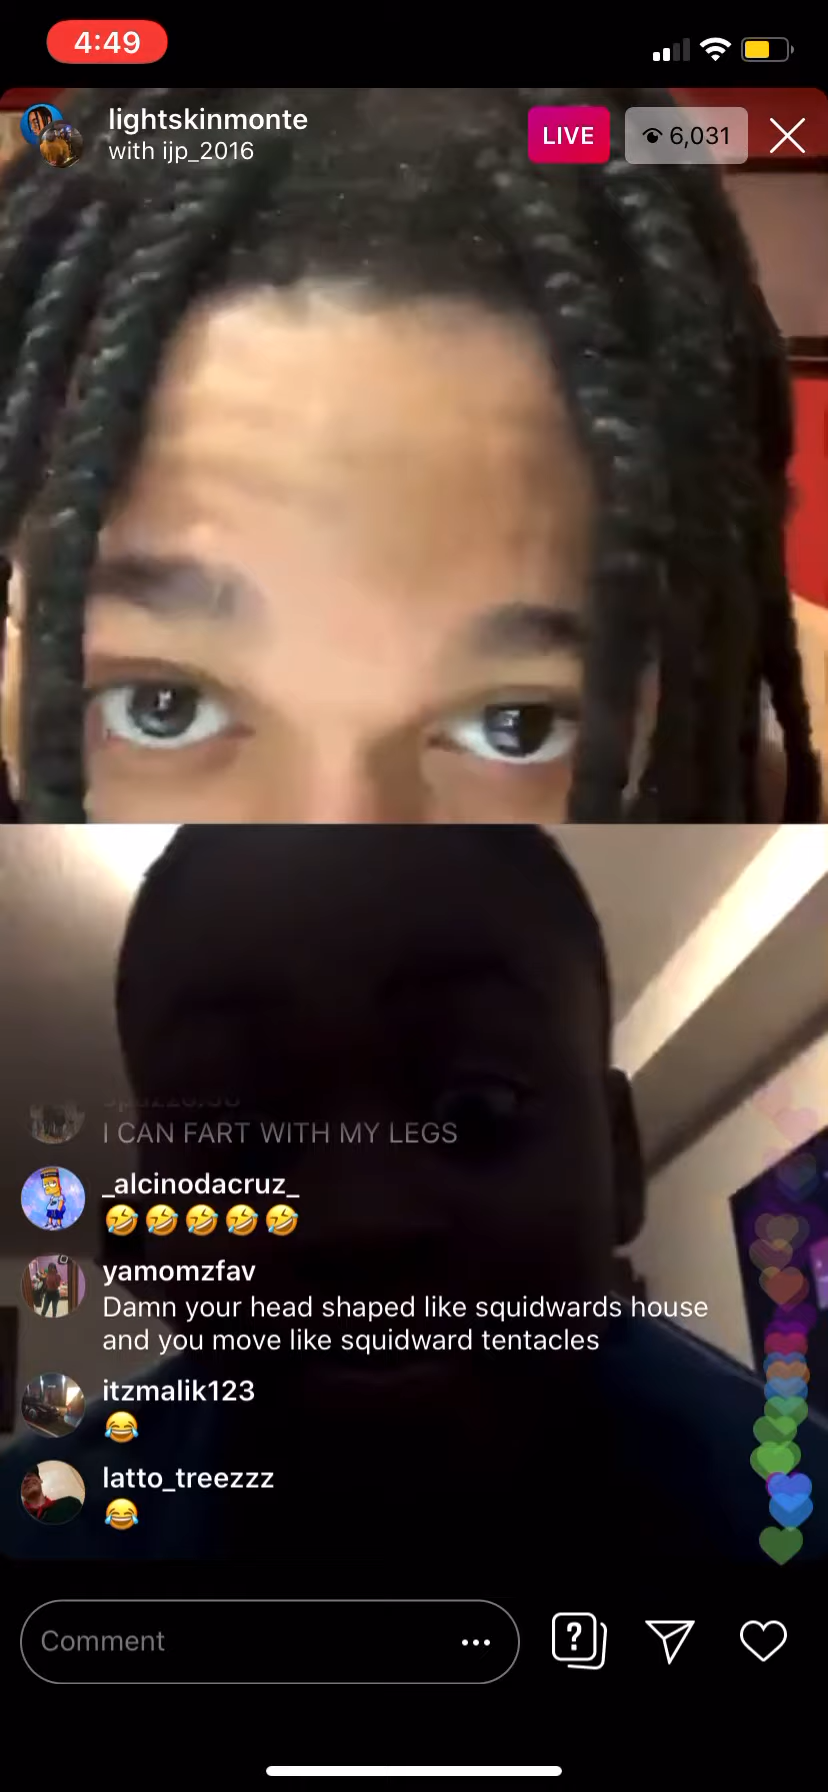 4:49
lightskinmonte
with ijp_2016
LIVE
6,031
I CAN FART WITH MY LEGS
_alcinodacruz_
🤣🤣🤣🤣🤣
yamomzfav
Damn your head shaped like squidwards house
and you move like squidward tentacles
itzmalik123
😂
latto_treezzz
😂
Comment